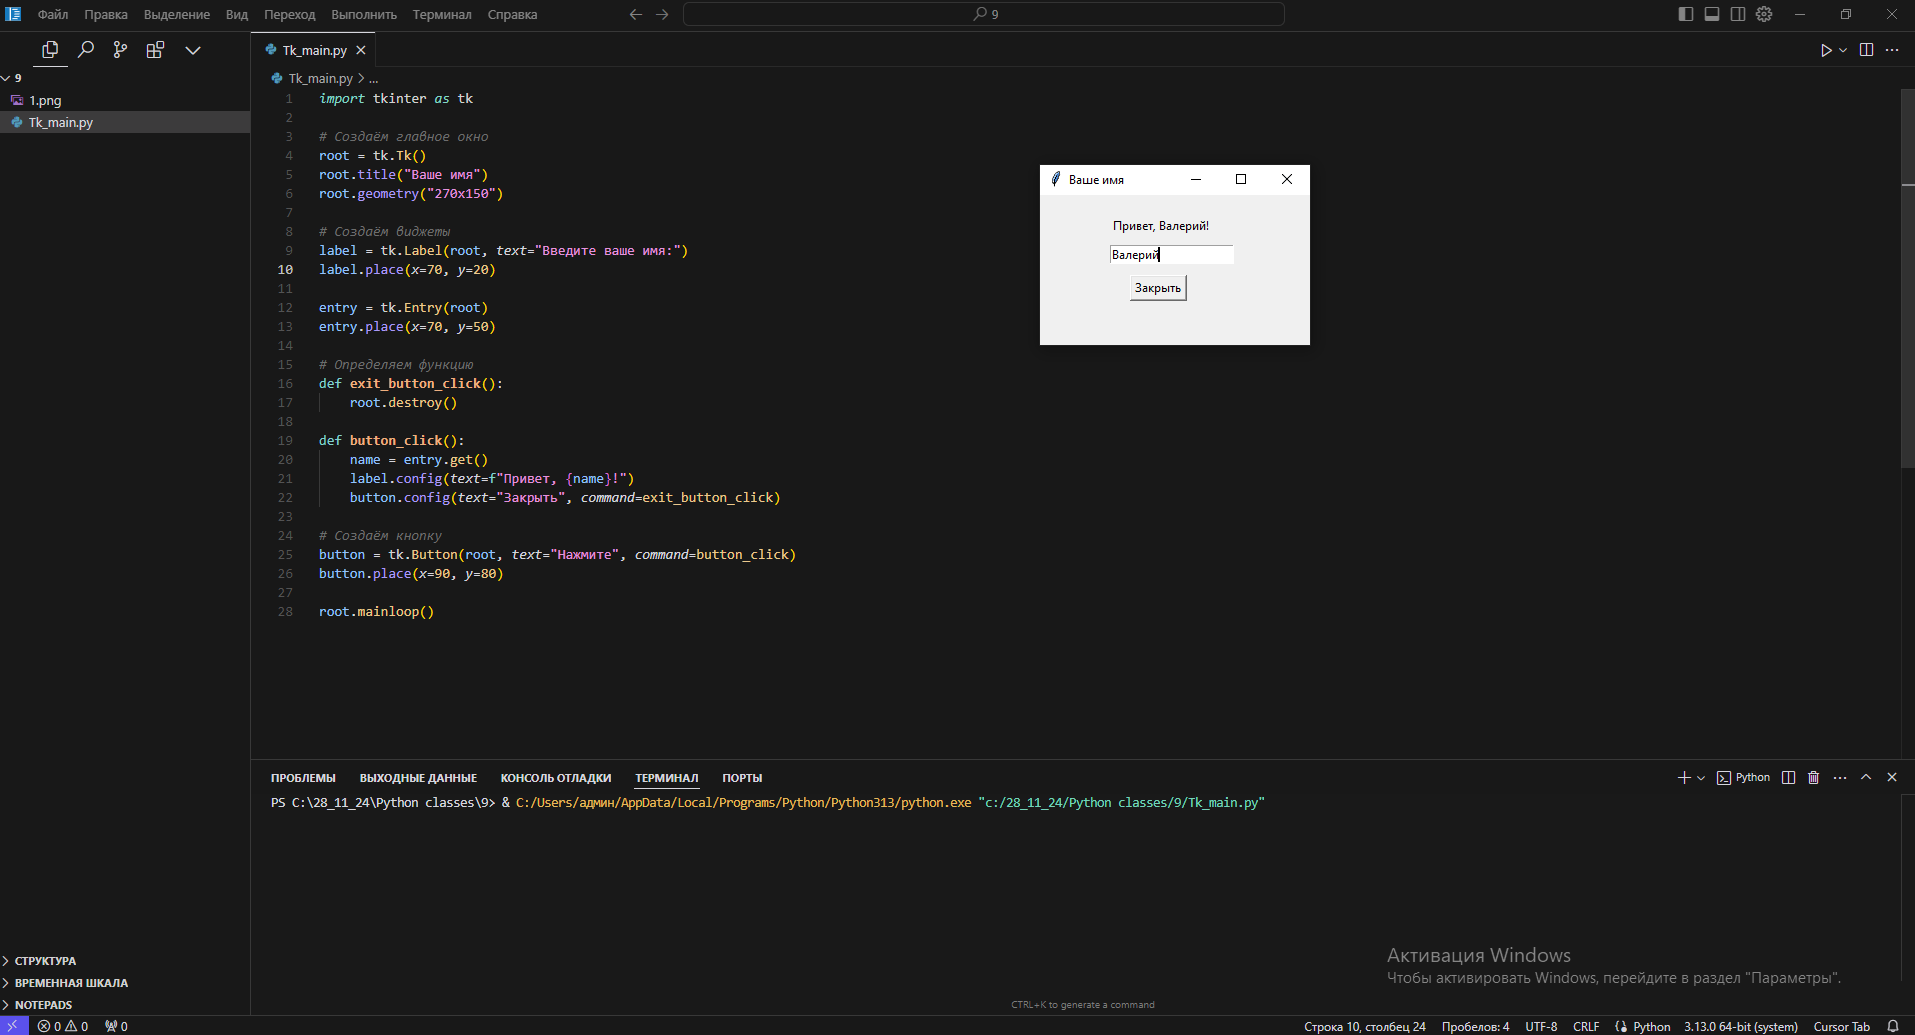 Файл Правка Выделение Вид Переход Выполнить Терминал Справка 9
Tk_main.py
9
Tk_main.py > ...
1.png
Tk_main.py
1 import tkinter as tk
2
3 # Создаём главное окно
4 root = tk.Tk()
5 root.title("Ваше имя")
6 root.geometry("270x150")
7
8 # Создаём виджеты
9 label = tk.Label(root, text="Введите ваше имя:")
10 label.place(x=70, y=20)
11
12 entry = tk.Entry(root)
13 entry.place(x=70, y=50)
14
15 # Определяем функцию
16 def exit_button_click():
17 root.destroy()
18
19 def button_click():
20 name = entry.get()
21 label.config(text=f"Привет, {name}!")
22 button.config(text="Закрыть", command=exit_button_click)
23
24 # Создаём кнопку
25 button = tk.Button(root, text="Нажмите", command=button_click)
26 button.place(x=90, y=80)
27
28 root.mainloop()
Ваше имя
Привет, Валерий!
Валерий
Закрыть
ПРОБЛЕМЫ ВЫХОДНЫЕ ДАННЫЕ КОНСОЛЬ ОТЛАДКИ ТЕРМИНАЛ ПОРТЫ Python
PS C:\28_11_24\Python classes\9> & C:/Users/админ/AppData/Local/Programs/Python/Python313/python.exe "c:/28_11_24/Python classes/9/Tk_main.py"
СТРУКТУРА
ВРЕМЕННАЯ ШКАЛА
NOTEPADS
Активация Windows
Чтобы активировать Windows, перейдите в раздел "Параметры".
CTRL+K to generate a command
0 0 0 Строка 10, столбец 24 Пробелов: 4 UTF-8 CRLF Python 3.13.0 64-bit (system) Cursor Tab